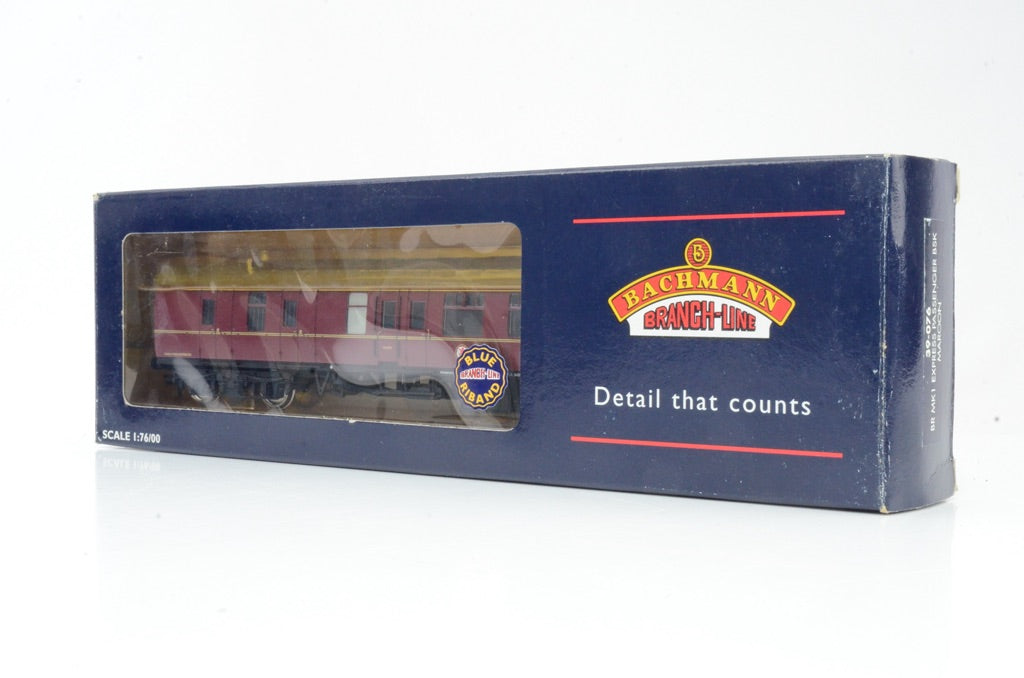 BACHMANN
BRANCH-LINE
Detail that counts
BLUE
BRANCH-LINE
RIBAND
SCALE 1:76/00
39-076
BR MK1 EXPRESS PASSENGER BSK
MAROON